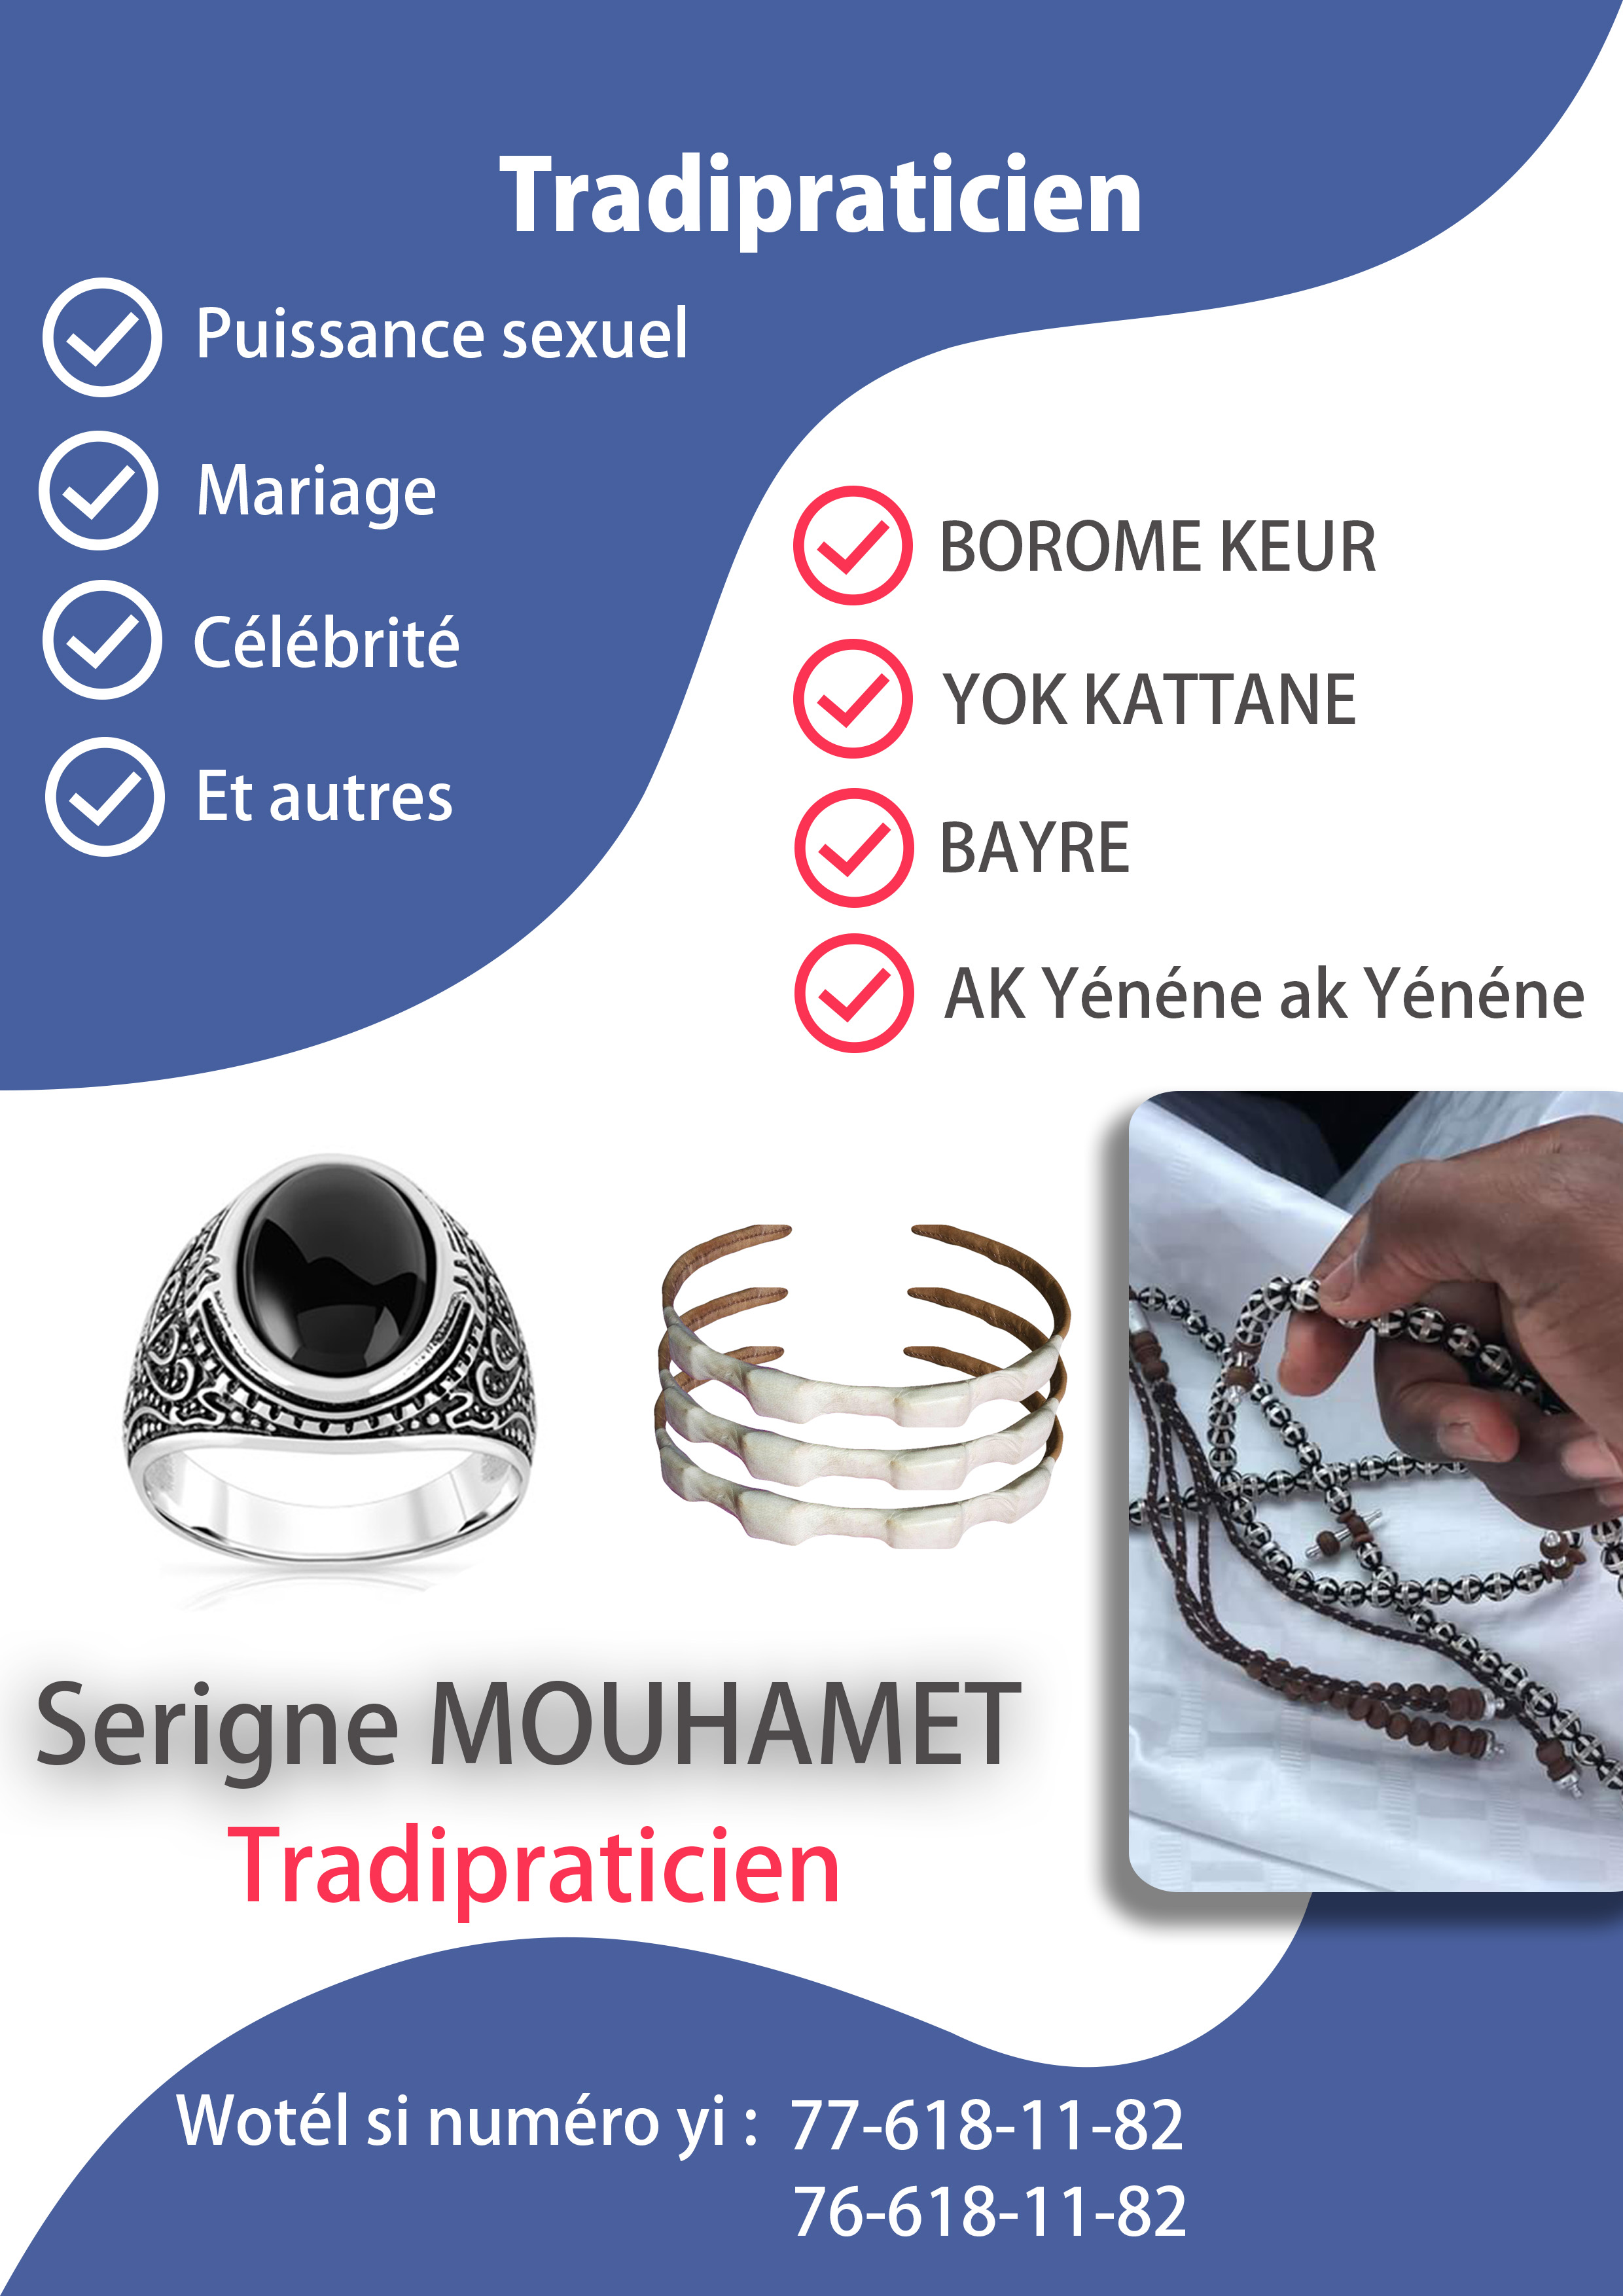 Tradipraticien
Puissance sexuel
Mariage
Célébrité
Et autres
BOROME KEUR
YOK KATTANE
BAYRE
AK Yénéne ak Yénéne
Serigne MOUHAMET
Tradipraticien
Wotél si numéro yi : 77-618-11-82
76-618-11-82